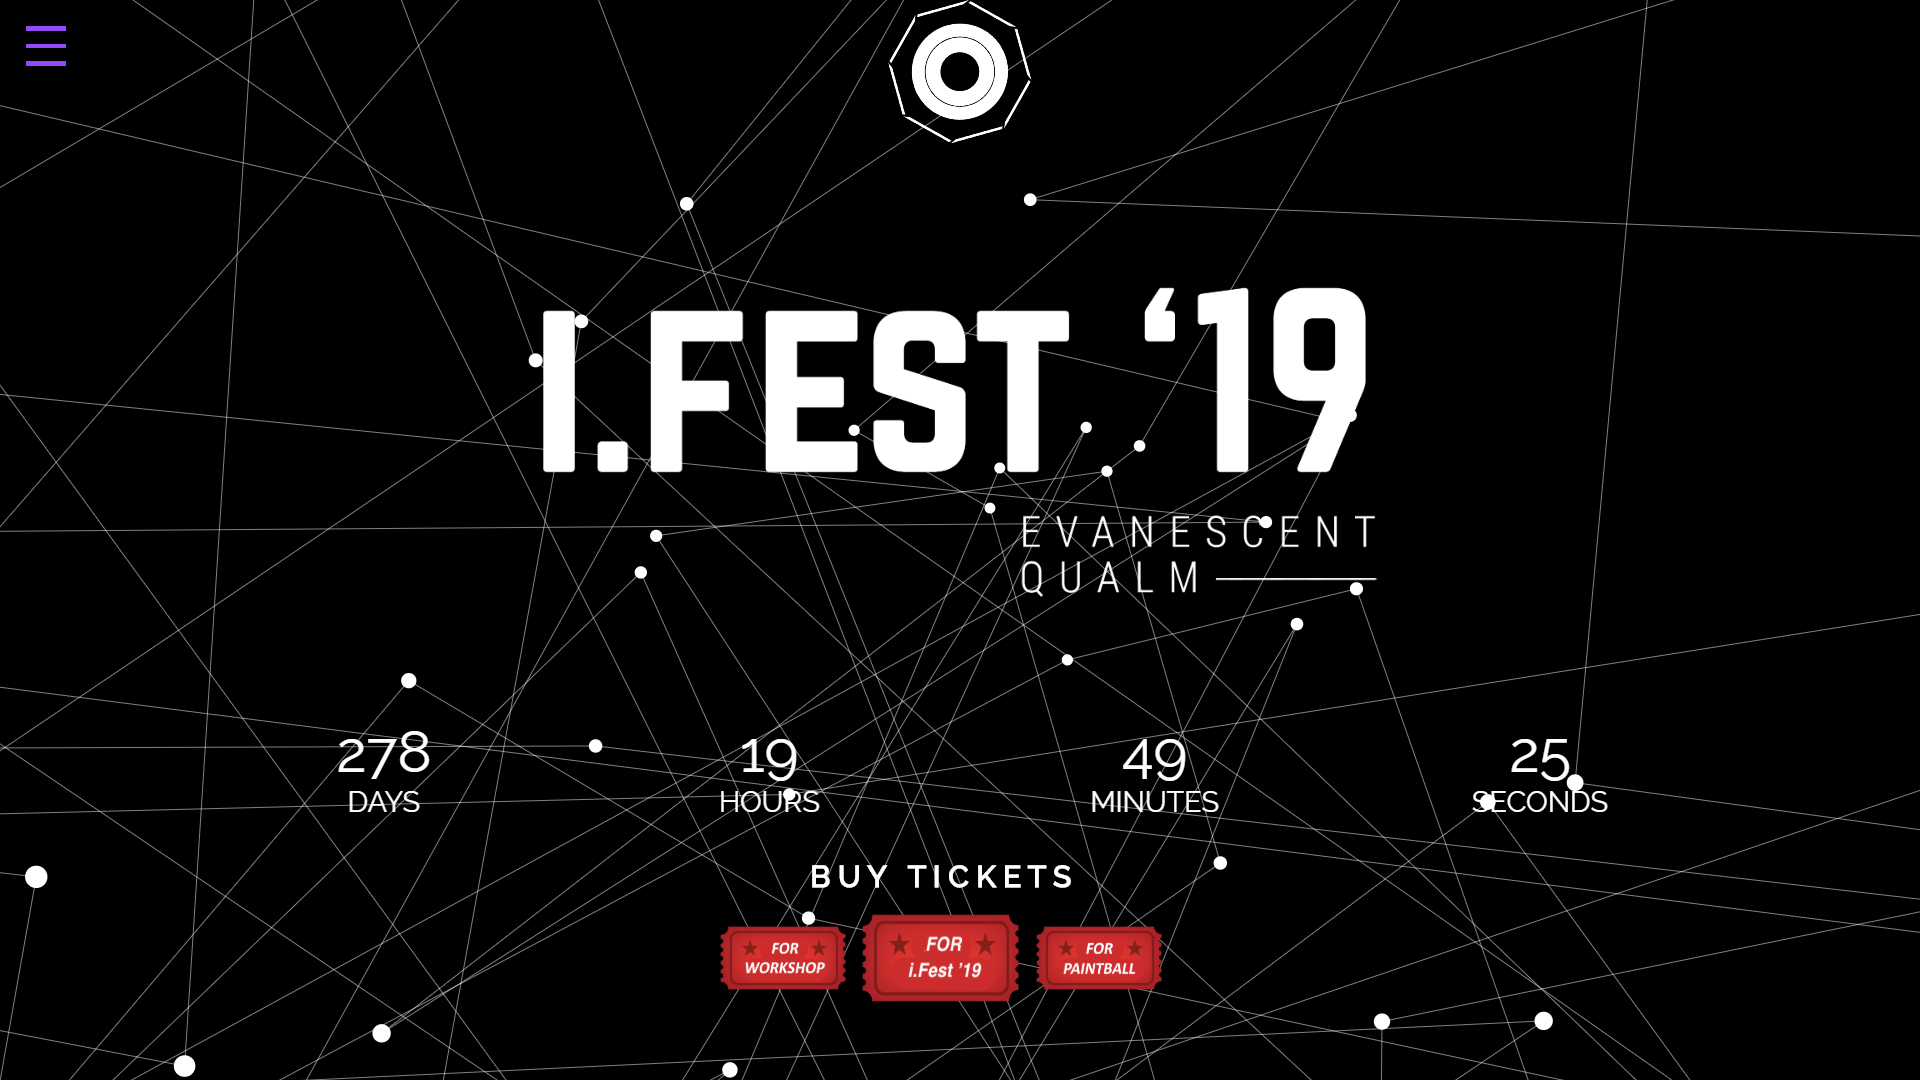 I.FEST ‘19
EVANESCENT
QUALM
278
DAYS
19
HOURS
49
MINUTES
25
SECONDS
BUY TICKETS
FOR
WORKSHOP
FOR
i.Fest ’19
FOR
PAINTBALL